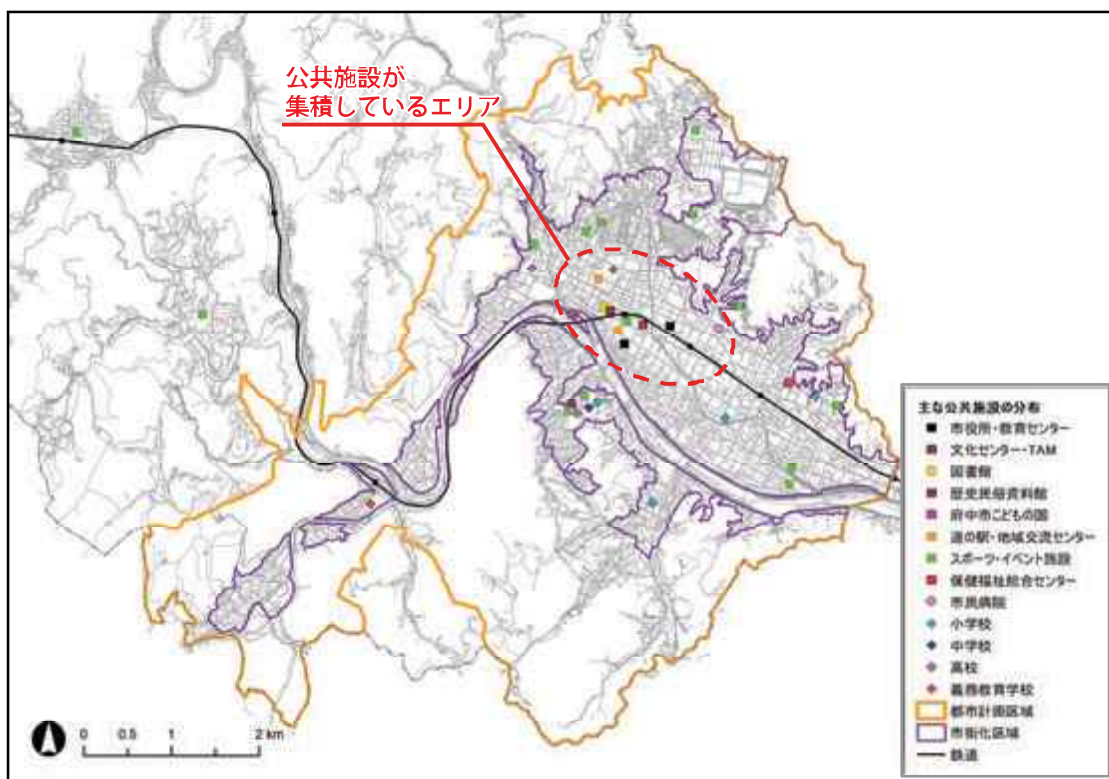 公共施設が
集積しているエリア
主な公共施設の分布
市役所・教育センター
文化センター・TAM
図書館
歴史民俗資料館
府中市こどもの国
道の駅・地域交流センター
スポーツ・イベント施設
保健福祉総合センター
市民病院
小学校
中学校
高校
義務教育学校
都市計画区域
市街化区域
鉄道
0 0.5 1 2 km